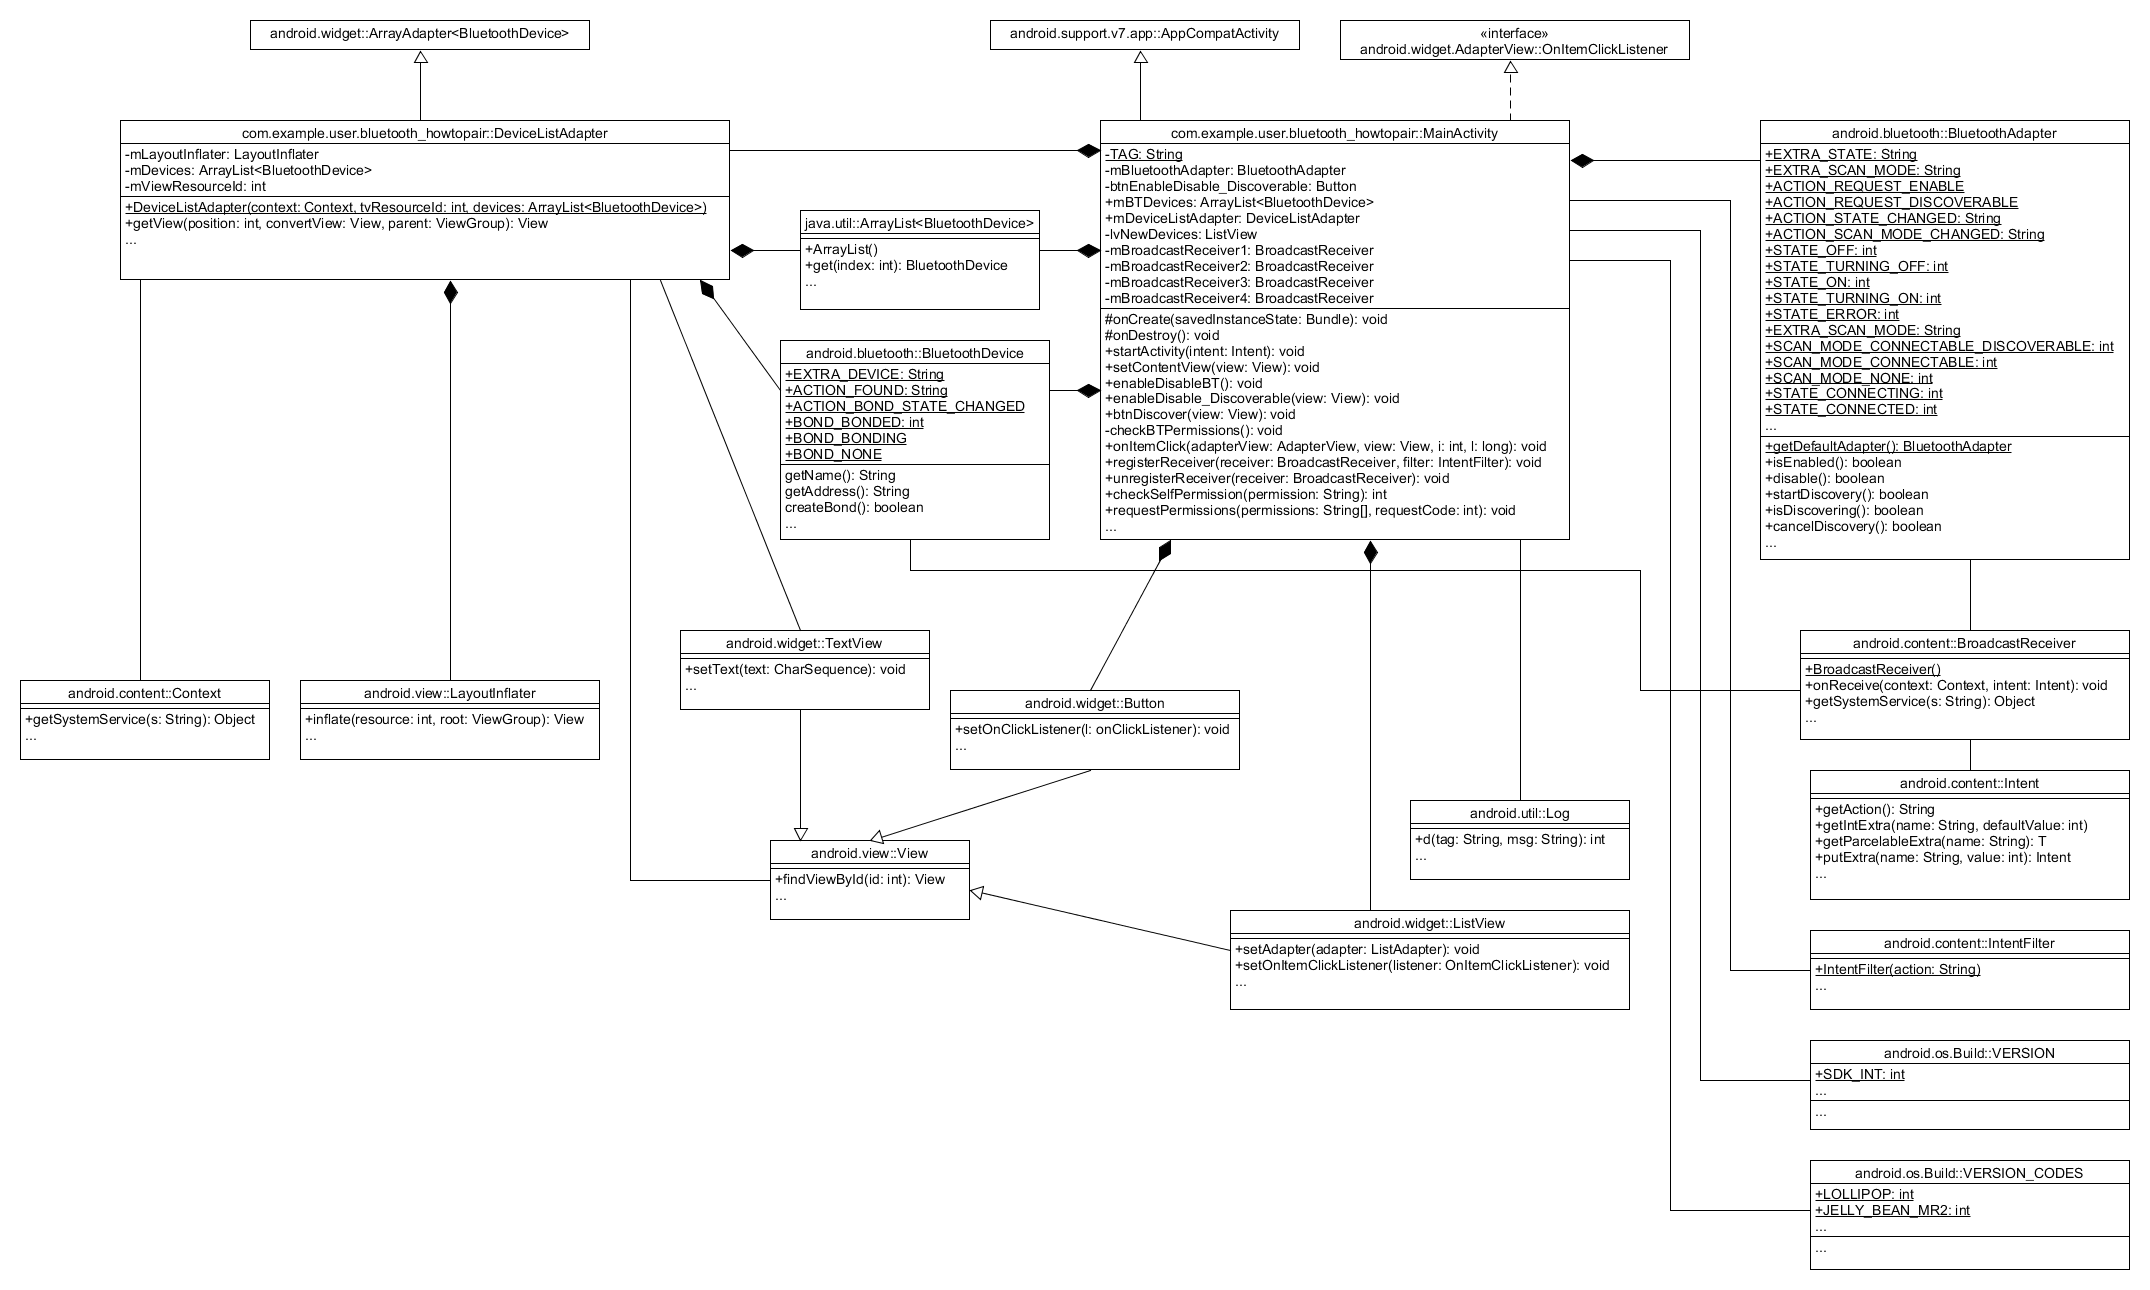 android.widget::ArrayAdapter<BluetoothDevice>
android.support.v7.app::AppCompatActivity
«interface»
android.widget.AdapterView::OnItemClickListener
com.example.user.bluetooth_howtopair::DeviceListAdapter
-mLayoutInflater: LayoutInflater
-mDevices: ArrayList<BluetoothDevice>
-mViewResourceId: int
+DeviceListAdapter(context: Context, tvResourceId: int, devices: ArrayList<BluetoothDevice>)
+getView(position: int, convertView: View, parent: ViewGroup): View
...
java.util::ArrayList<BluetoothDevice>
+ArrayList()
+get(index: int): BluetoothDevice
...
android.bluetooth::BluetoothDevice
+EXTRA_DEVICE: String
+ACTION_FOUND: String
+ACTION_BOND_STATE_CHANGED
+BOND_BONDED: int
+BOND_BONDING
+BOND_NONE
getName(): String
getAddress(): String
createBond(): boolean
...
com.example.user.bluetooth_howtopair::MainActivity
-TAG: String
-mBluetoothAdapter: BluetoothAdapter
-btnEnableDisable_Discoverable: Button
+mBTDevices: ArrayList<BluetoothDevice>
+mDeviceListAdapter: DeviceListAdapter
-lvNewDevices: ListView
-mBroadcastReceiver1: BroadcastReceiver
-mBroadcastReceiver2: BroadcastReceiver
-mBroadcastReceiver3: BroadcastReceiver
-mBroadcastReceiver4: BroadcastReceiver
#onCreate(savedInstanceState: Bundle): void
#onDestroy(): void
+startActivity(intent: Intent): void
+setContentView(view: View): void
+enableDisableBT(): void
+enableDisable_Discoverable(view: View): void
+btnDiscover(view: View): void
-checkBTPermissions(): void
+onItemClick(adapterView: AdapterView, view: View, i: int, l: long): void
+registerReceiver(receiver: BroadcastReceiver, filter: IntentFilter): void
+unregisterReceiver(receiver: BroadcastReceiver): void
+checkSelfPermission(permission: String): int
+requestPermissions(permissions: String[], requestCode: int): void
...
android.bluetooth::BluetoothAdapter
+EXTRA_STATE: String
+EXTRA_SCAN_MODE: String
+ACTION_REQUEST_ENABLE
+ACTION_REQUEST_DISCOVERABLE
+ACTION_STATE_CHANGED: String
+ACTION_SCAN_MODE_CHANGED: String
+STATE_OFF: int
+STATE_TURNING_OFF: int
+STATE_ON: int
+STATE_TURNING_ON: int
+STATE_ERROR: int
+EXTRA_SCAN_MODE: String
+SCAN_MODE_CONNECTABLE_DISCOVERABLE: int
+SCAN_MODE_CONNECTABLE: int
+SCAN_MODE_NONE: int
+STATE_CONNECTING: int
+STATE_CONNECTED: int
...
+getDefaultAdapter(): BluetoothAdapter
+isEnabled(): boolean
+disable(): boolean
+startDiscovery(): boolean
+isDiscovering(): boolean
+cancelDiscovery(): boolean
...
android.content::Context
+getSystemService(s: String): Object
...
android.view::LayoutInflater
+inflate(resource: int, root: ViewGroup): View
...
android.widget::TextView
+setText(text: CharSequence): void
...
android.widget::Button
+setOnClickListener(l: onClickListener): void
...
android.view::View
+findViewById(id: int): View
...
android.util::Log
+d(tag: String, msg: String): int
...
android.widget::ListView
+setAdapter(adapter: ListAdapter): void
+setOnItemClickListener(listener: OnItemClickListener): void
...
android.content::BroadcastReceiver
+BroadcastReceiver()
+onReceive(context: Context, intent: Intent): void
+getSystemService(s: String): Object
...
android.content::Intent
+getAction(): String
+getIntExtra(name: String, defaultValue: int)
+getParcelableExtra(name: String): T
+putExtra(name: String, value: int): Intent
...
android.content::IntentFilter
+IntentFilter(action: String)
...
android.os.Build::VERSION
+SDK_INT: int
...
...
android.os.Build::VERSION_CODES
+LOLLIPOP: int
+JELLY_BEAN_MR2: int
...
...